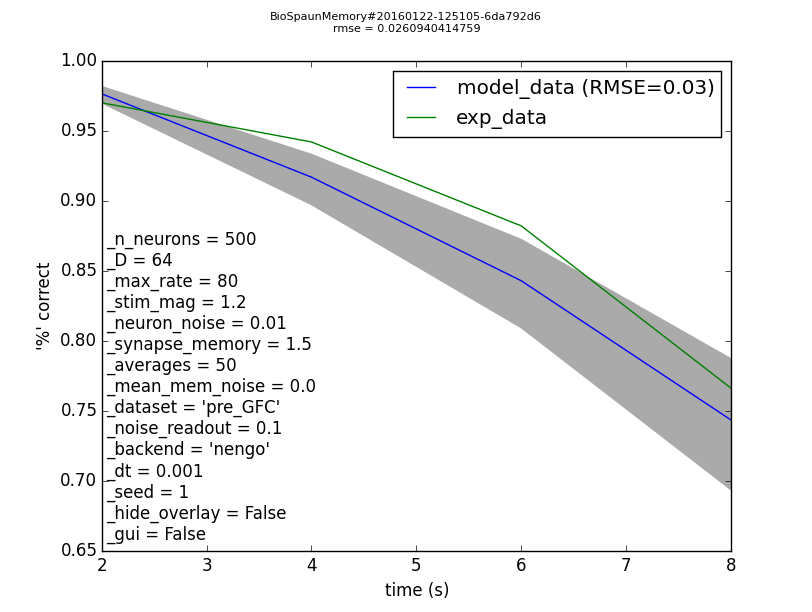 BioSpaunMemory#20160122-125105-6da792d6
rmse = 0.0260940414759
1.00
0.95
0.90
0.85
0.80
0.75
0.70
0.65
'%' correct
model_data (RMSE=0.03)
exp_data
_n_neurons = 500
_D = 64
_max_rate = 80
_stim_mag = 1.2
_neuron_noise = 0.01
_synapse_memory = 1.5
_averages = 50
_mean_mem_noise = 0.0
_dataset = 'pre_GFC'
_noise_readout = 0.1
_backend = 'nengo'
_dt = 0.001
_seed = 1
_hide_overlay = False
_gui = False
2 3 4 5 6 7 8
time (s)